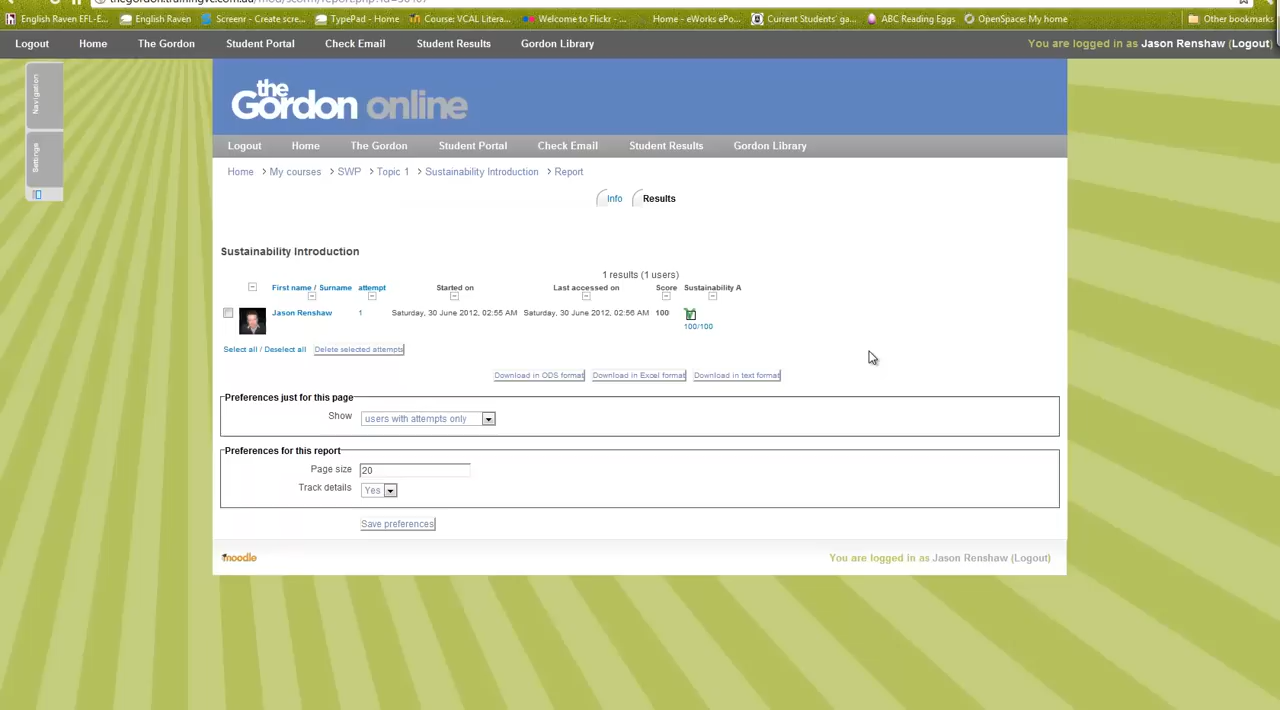 English Raven EFL-E... English Raven Screenr - Create scre... TypePad - Home Course: VCAL Litera... Welcome to Flickr - ... Home - eWorks ePo... Current Students' ga... ABC Reading Eggs OpenSpace: My home Other bookmarks
Logout Home The Gordon Student Portal Check Email Student Results Gordon Library You are logged in as Jason Renshaw (Logout)
Navigation
Settings
the Gordon online
Logout Home The Gordon Student Portal Check Email Student Results Gordon Library
Home > My courses > SWP > Topic 1 > Sustainability Introduction > Report
Info Results
Sustainability Introduction
1 results (1 users)
First name / Surname attempt Started on Last accessed on Score Sustainability A
Jason Renshaw 1 Saturday, 30 June 2012, 02:55 AM Saturday, 30 June 2012, 02:56 AM 100
100/100
Select all / Deselect all Delete selected attempts
Download in ODS format Download in Excel format Download in text format
Preferences just for this page
Show users with attempts only
Preferences for this report
Page size 20
Track details Yes
Save preferences
moodle You are logged in as Jason Renshaw (Logout)